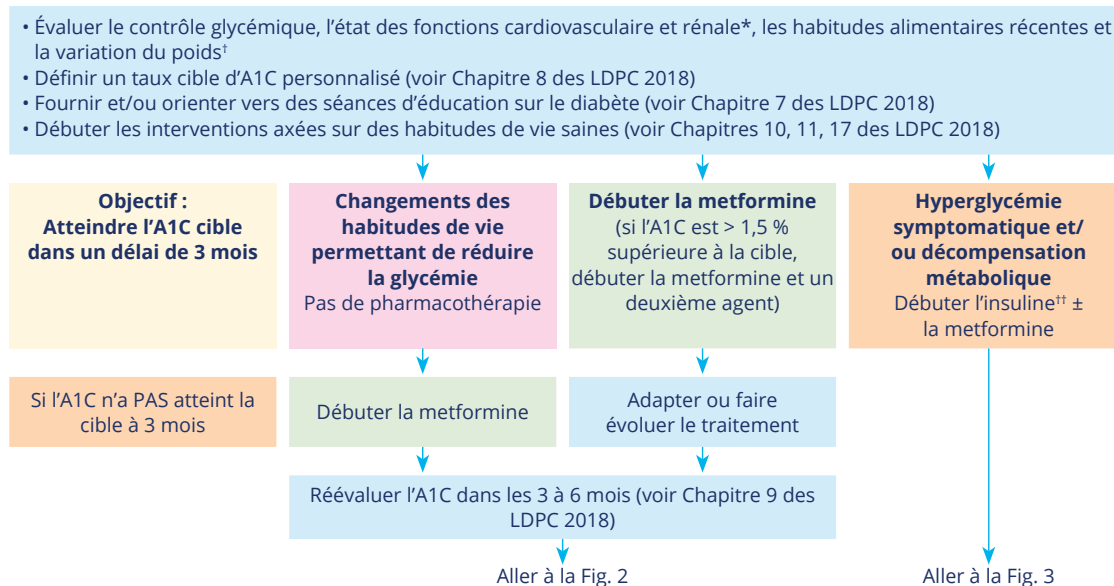 • Évaluer le contrôle glycémique, l’état des fonctions cardiovasculaire et rénale*, les habitudes alimentaires récentes et
la variation du poids†
• Définir un taux cible d’A1C personnalisé (voir Chapitre 8 des LDPC 2018)
• Fournir et/ou orienter vers des séances d’éducation sur le diabète (voir Chapitre 7 des LDPC 2018)
• Débuter les interventions axées sur des habitudes de vie saines (voir Chapitres 10, 11, 17 des LDPC 2018)
Objectif :
Atteindre l’A1C cible
dans un délai de 3 mois
Changements des
habitudes de vie
permettant de réduire
la glycémie
Pas de pharmacothérapie
Débuter la metformine
(si l’A1C est > 1,5 %
supérieure à la cible,
débuter la metformine et un
deuxième agent)
Hyperglycémie
symptomatique et/
ou décompensation
métabolique
Débuter l’insuline†† ±
la metformine
Si l’A1C n’a PAS atteint la
cible à 3 mois
Débuter la metformine
Adapter ou faire
évoluer le traitement
Réévaluer l’A1C dans les 3 à 6 mois (voir Chapitre 9 des
LDPC 2018)
Aller à la Fig. 2
Aller à la Fig. 3